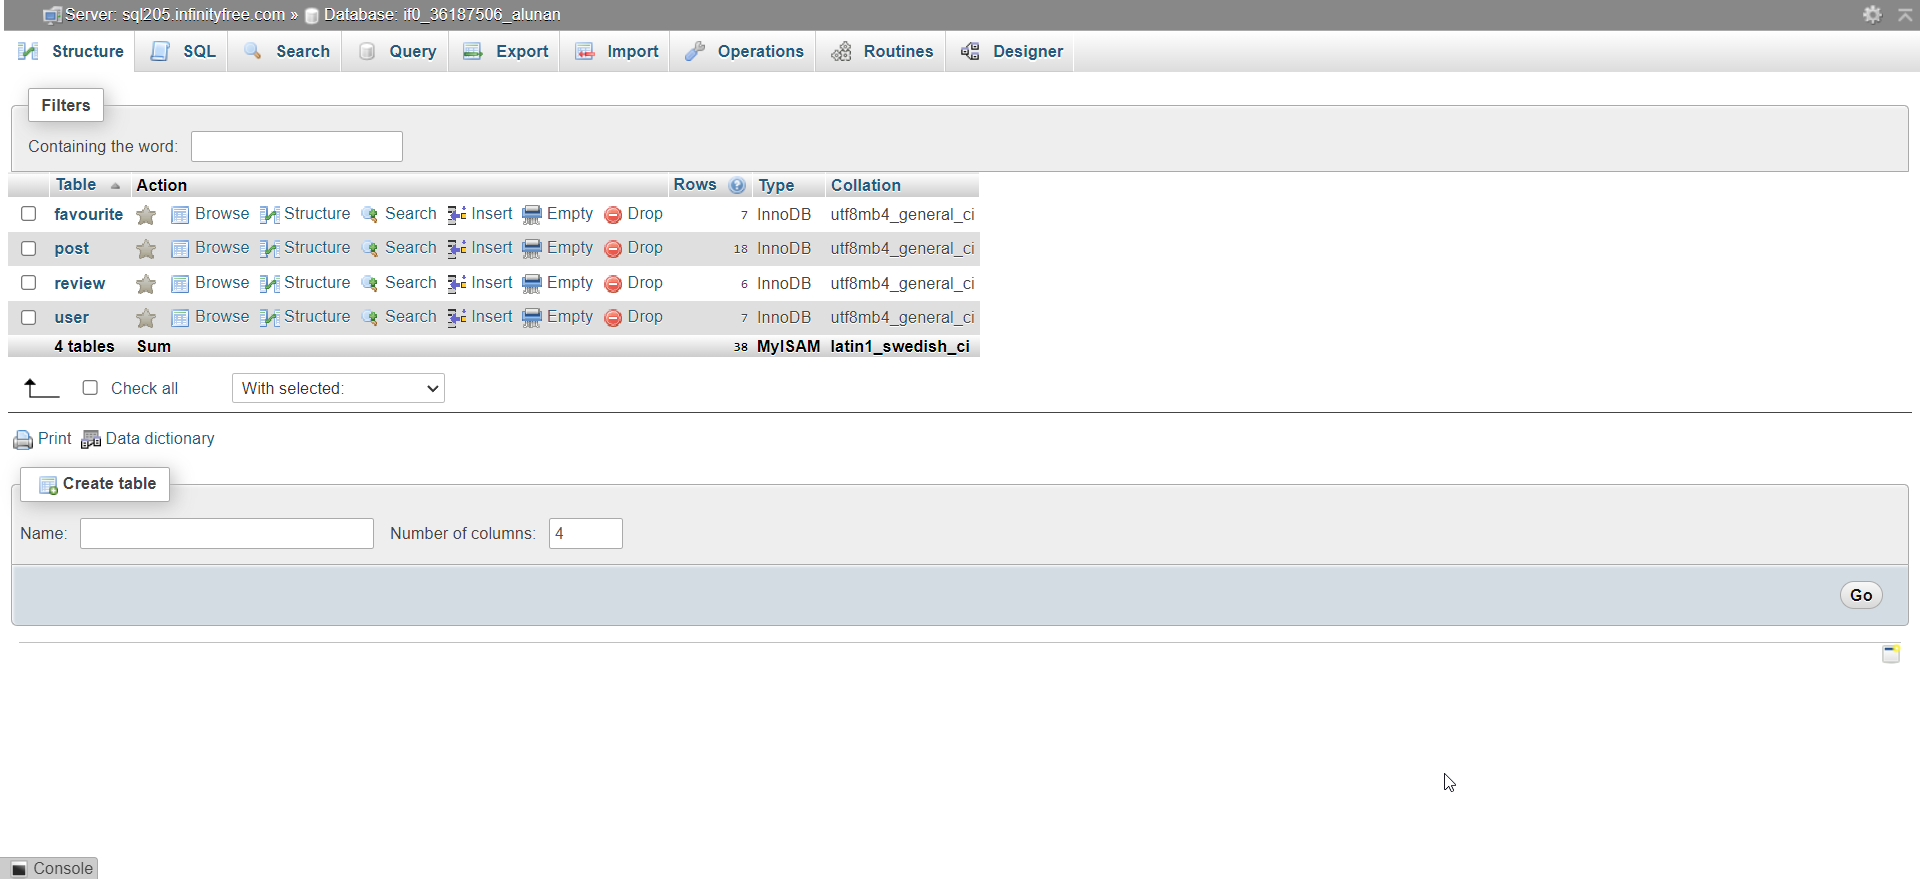 Server: sql205.infinityfree.com » Database: if0_36187506_alunan
Structure SQL Search Query Export Import Operations Routines Designer
Filters
Containing the word:
Table Action Rows Type Collation
favourite Browse Structure Search Insert Empty Drop 7 InnoDB utf8mb4_general_ci
post Browse Structure Search Insert Empty Drop 18 InnoDB utf8mb4_general_ci
review Browse Structure Search Insert Empty Drop 6 InnoDB utf8mb4_general_ci
user Browse Structure Search Insert Empty Drop 7 InnoDB utf8mb4_general_ci
4 tables Sum 38 MyISAM latin1_swedish_ci
Check all With selected:
Print Data dictionary
Create table
Name: Number of columns: 4
Go
Console